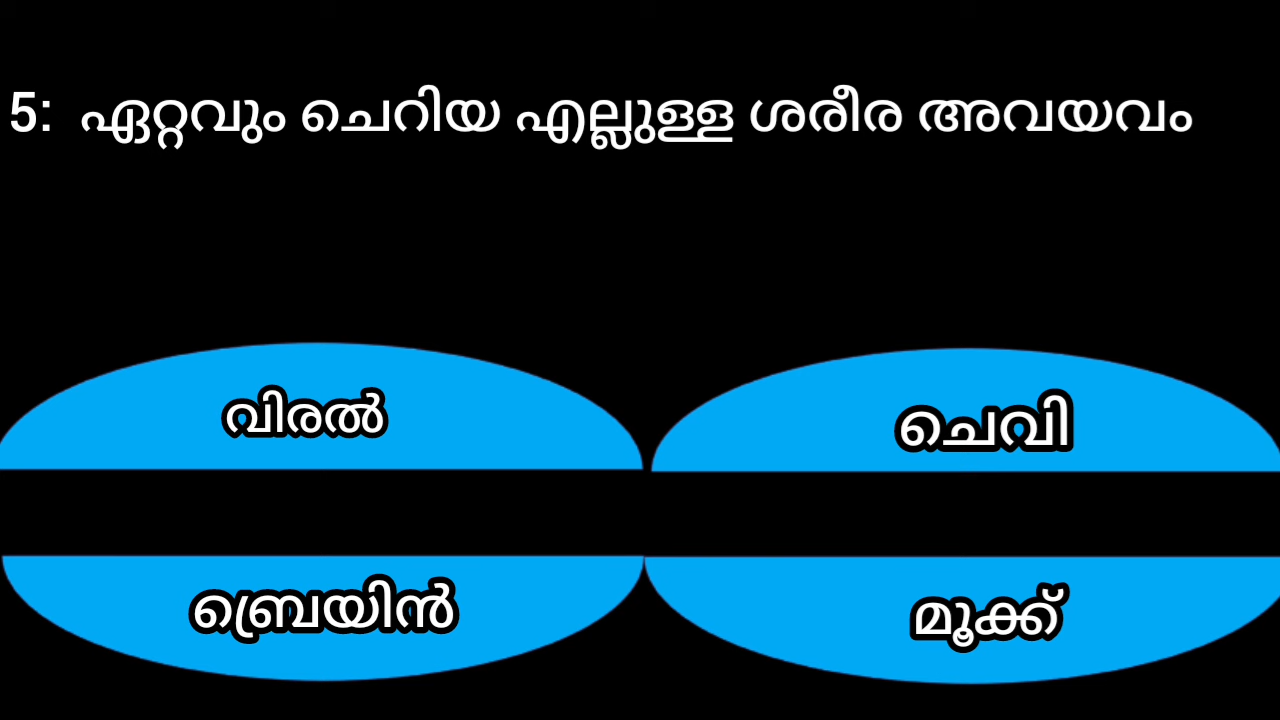 5: ഏറ്റവും ചെറിയ എല്ലുള്ള ശരീര അവയവം
വിരൽ
ചെവി
ബ്രെയിൻ
മൂക്ക്